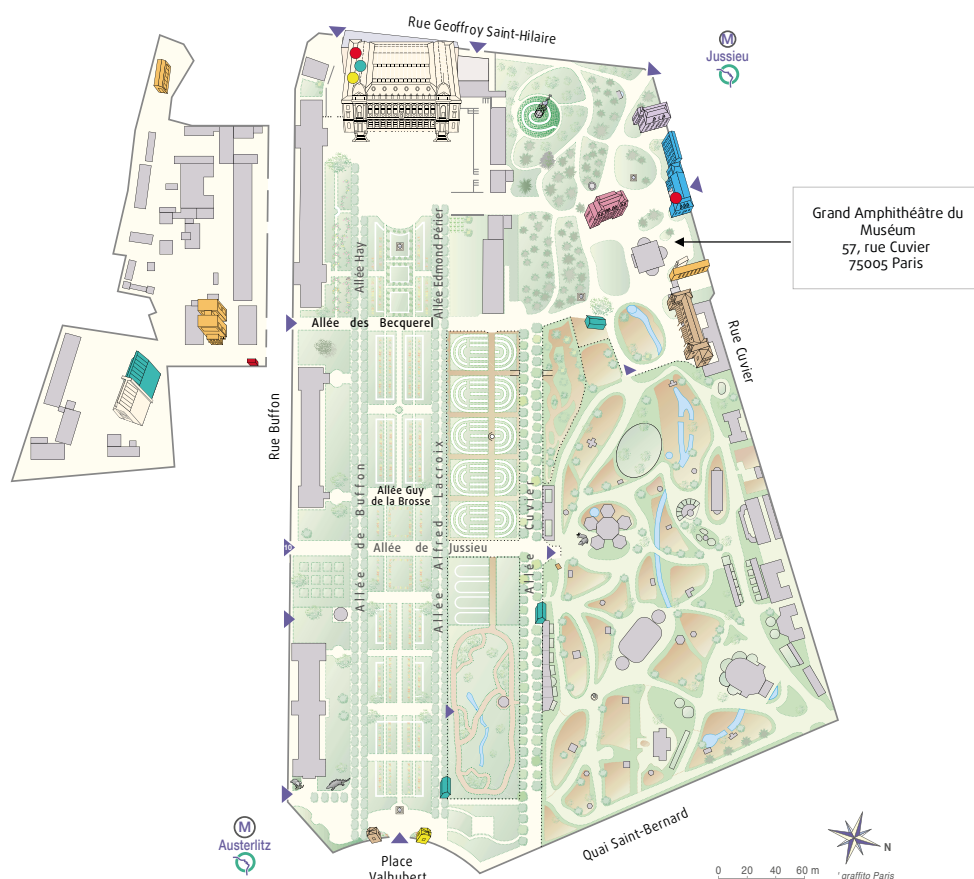 Rue Geoffroy Saint-Hilaire
M
Jussieu
Grand Amphithéâtre du
Muséum
57, rue Cuvier
75005 Paris
Allée Hay
Allée Edmond Périer
Allée des Becquerel
Rue Cuvier
Rue Buffon
Allée Guy
de la Brosse
Allée de Buffon
Allée Alfred Lacroix
Allée Cuvier
10
Allée de Jussieu
M
Austerlitz
Place
Valhubert
Quai Saint-Bernard
N
0 20 40 60 m
' graffito Paris